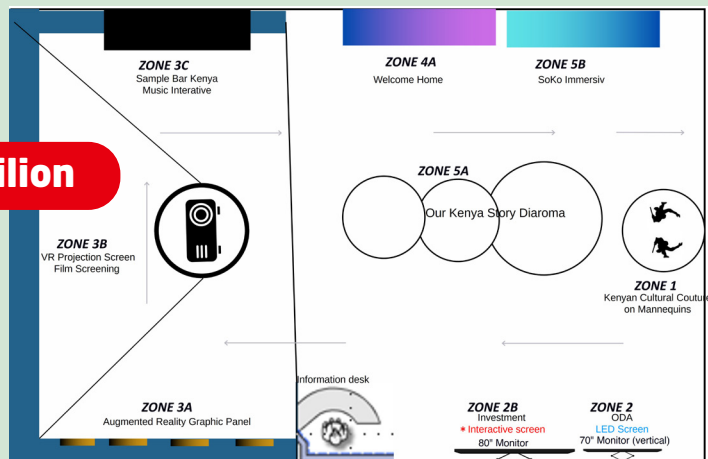 ZONE 3C
Sample Bar Kenya
Music Interative
ZONE 4A
Welcome Home
ZONE 5B
SoKo Immersiv
ilion
ZONE 5A
Our Kenya Story Diaroma
ZONE 3B
VR Projection Screen
Film Screening
ZONE 1
Kenyan Cultural Couture
on Mannequins
Information desk
ZONE 3A
Augmented Reality Graphic Panel
ZONE 2B
Investment
* Interactive screen
80" Monitor
ZONE 2
ODA
LED Screen
70" Monitor (vertical)